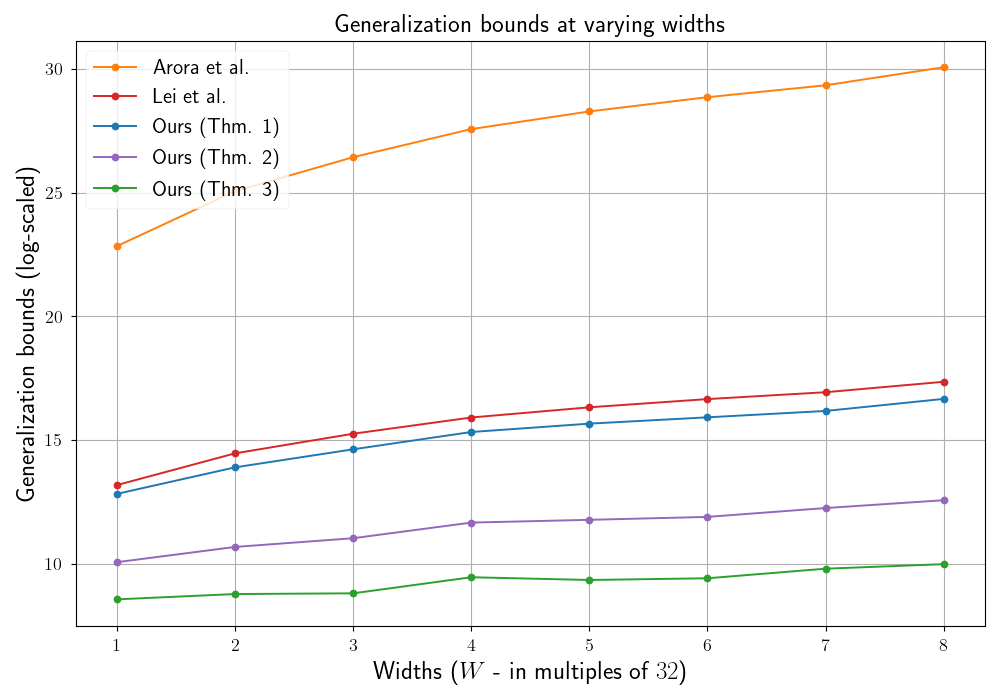 Generalization bounds at varying widths
Arora et al.
Lei et al.
Ours (Thm. 1)
Ours (Thm. 2)
Ours (Thm. 3)
Generalization bounds (log-scaled)
30
25
20
15
10
1 2 3 4 5 6 7 8
Widths (W - in multiples of 32)